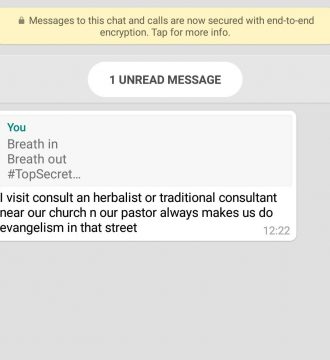 Messages to this chat and calls are now secured with end-to-end
encryption. Tap for more info.
1 UNREAD MESSAGE
You
Breath in
Breath out
#TopSecret...
I visit consult an herbalist or traditional consultant
near our church n our pastor always makes us do
evangelism in that street
12:22